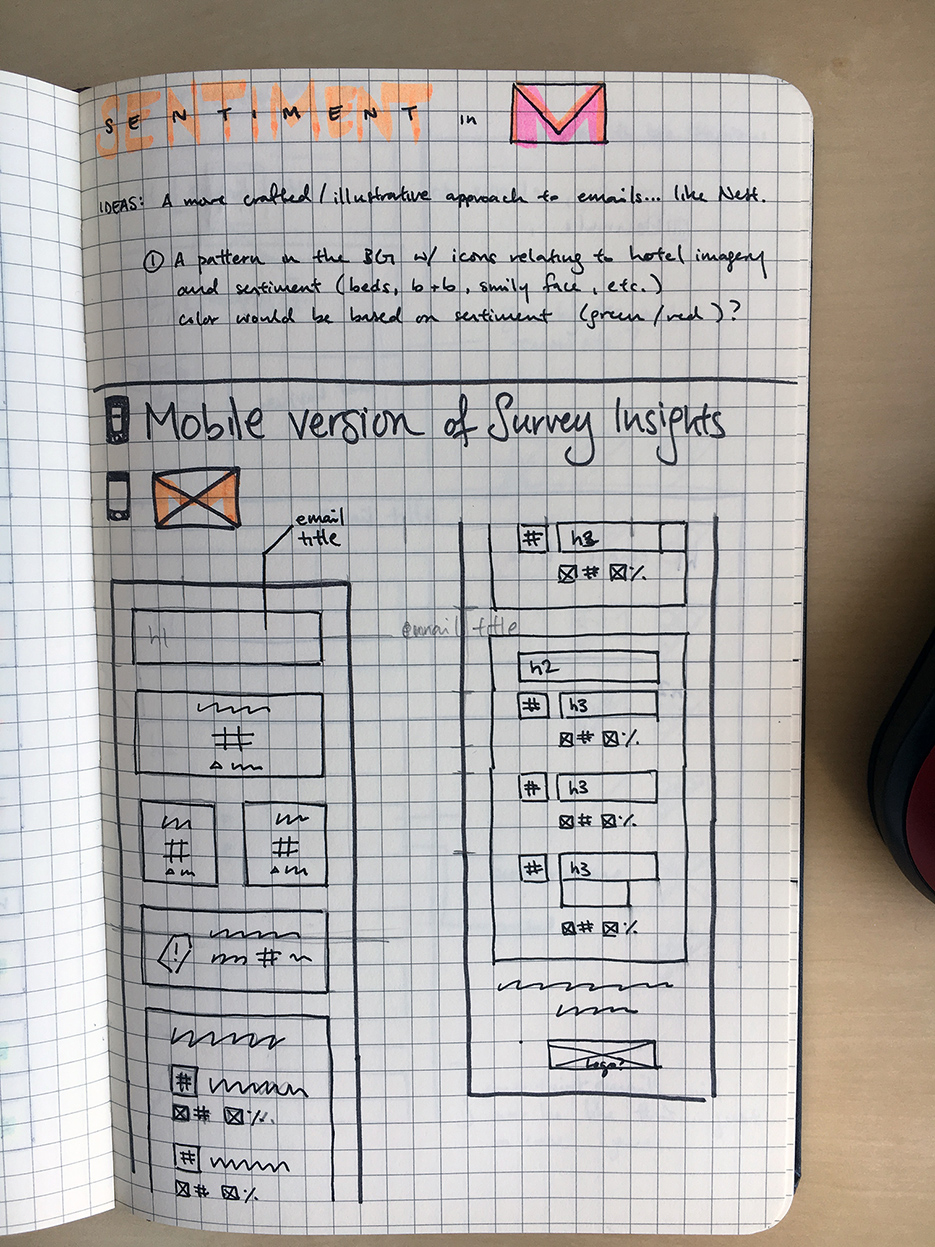 SENTIMENT in M
IDEAS: A more crafted/illustrative approach to emails... like Nest.
① A pattern in the BG w/ icons relating to hotel imagery
and sentiment (beds, b+b, smily face, etc.)
color would be based on sentiment (green/red)?
Mobile version of Survey Insights
email
title
h1
email title
#
#
#
!
#
#
#
%
#
#
%
# h3
# %
h2
# h3
# %
# h3
# %
# h3
# %
Logo?